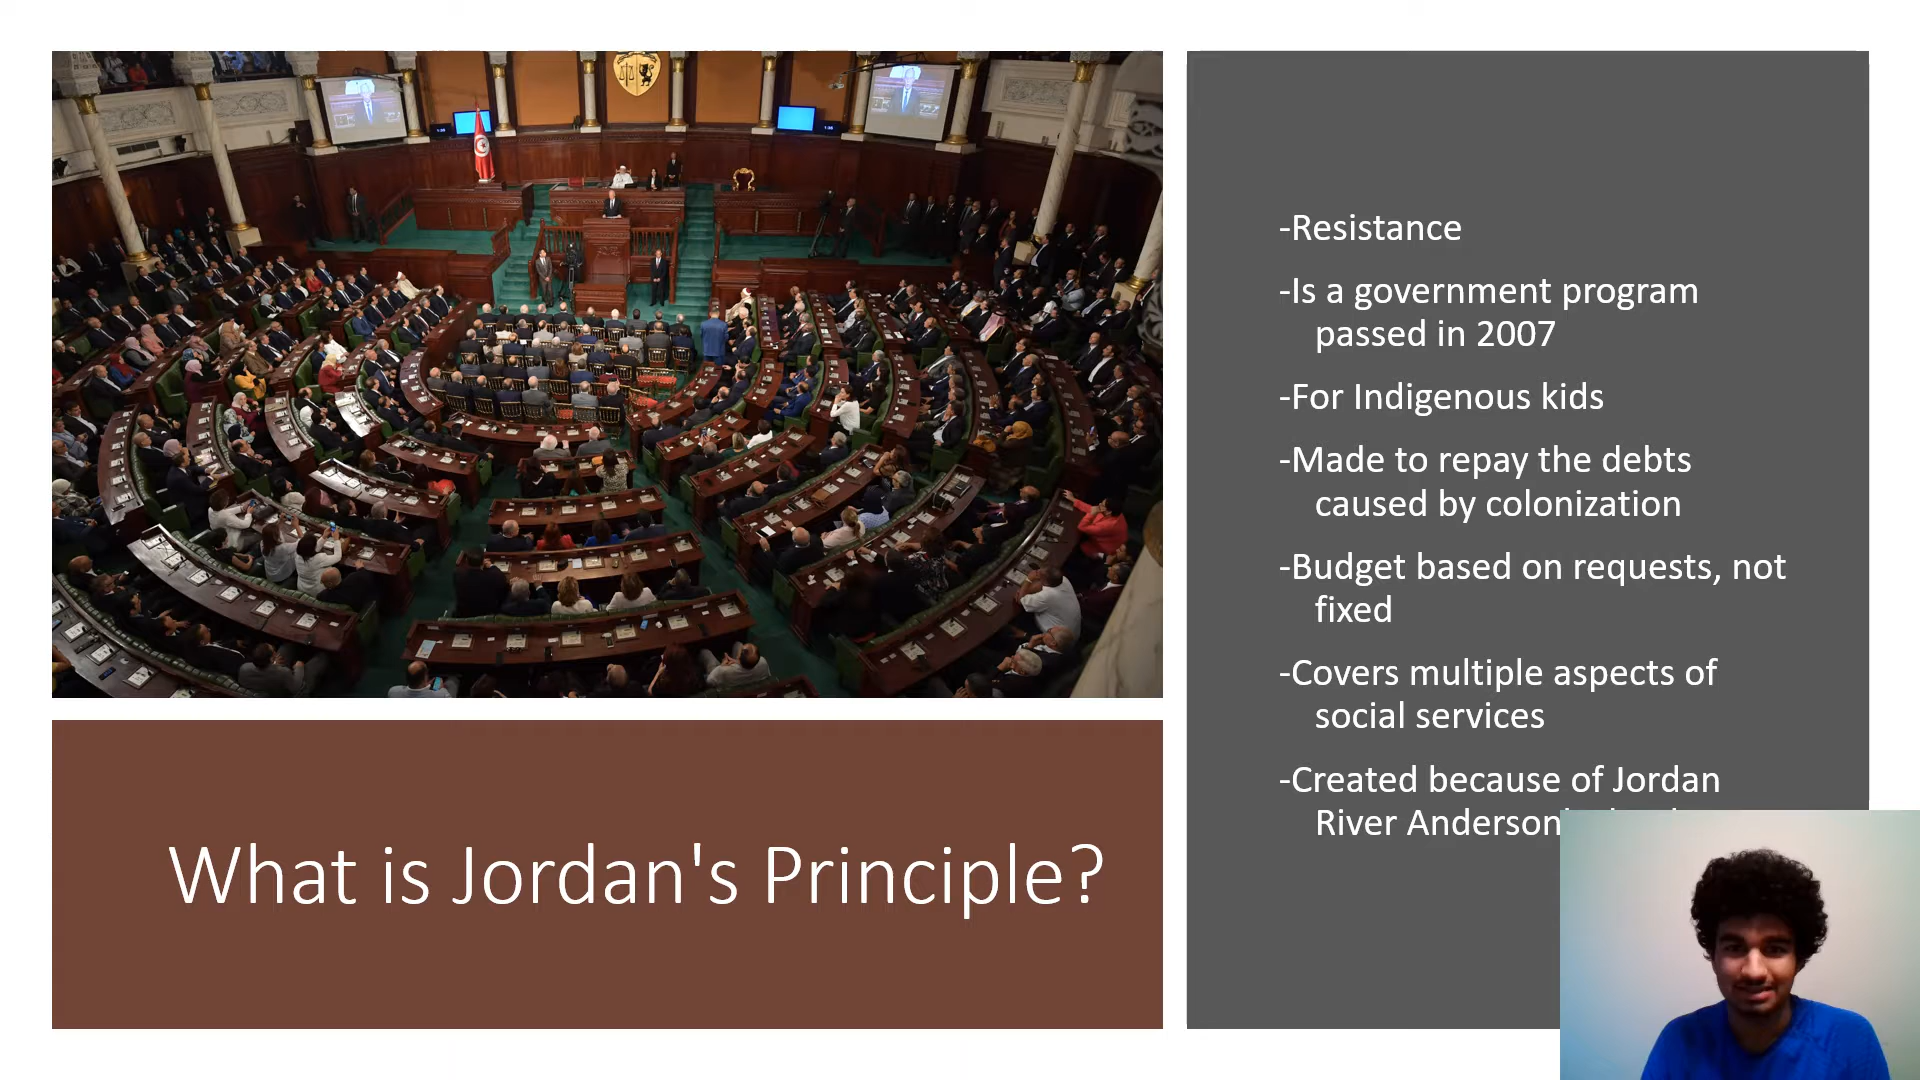 -Resistance
-Is a government program
passed in 2007
-For Indigenous kids
-Made to repay the debts
caused by colonization
-Budget based on requests, not
fixed
-Covers multiple aspects of
social services
-Created because of Jordan
River Anderson
What is Jordan's Principle?